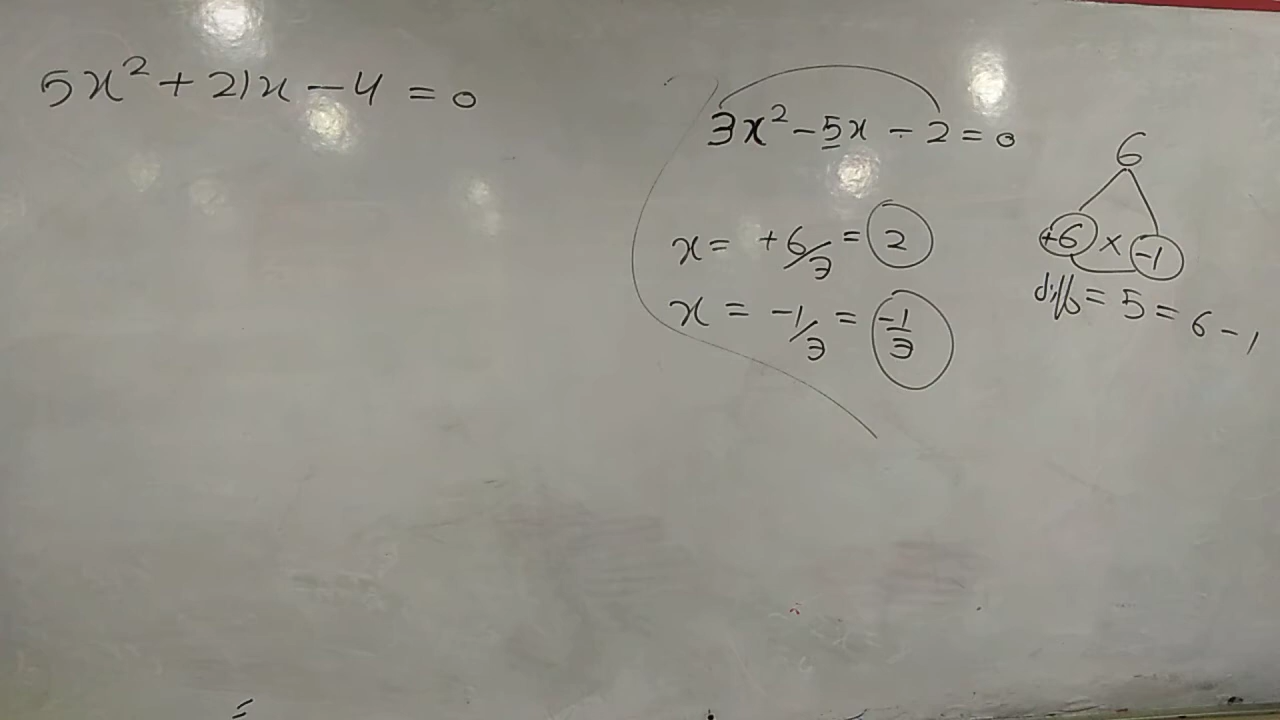 5x² + 21x - 4 = 0
3x² - 5x - 2 = 0
6
x = +6/3 = 2
+6 × -1
x = -1/3 = -1/3
diff = 5 = 6 - 1